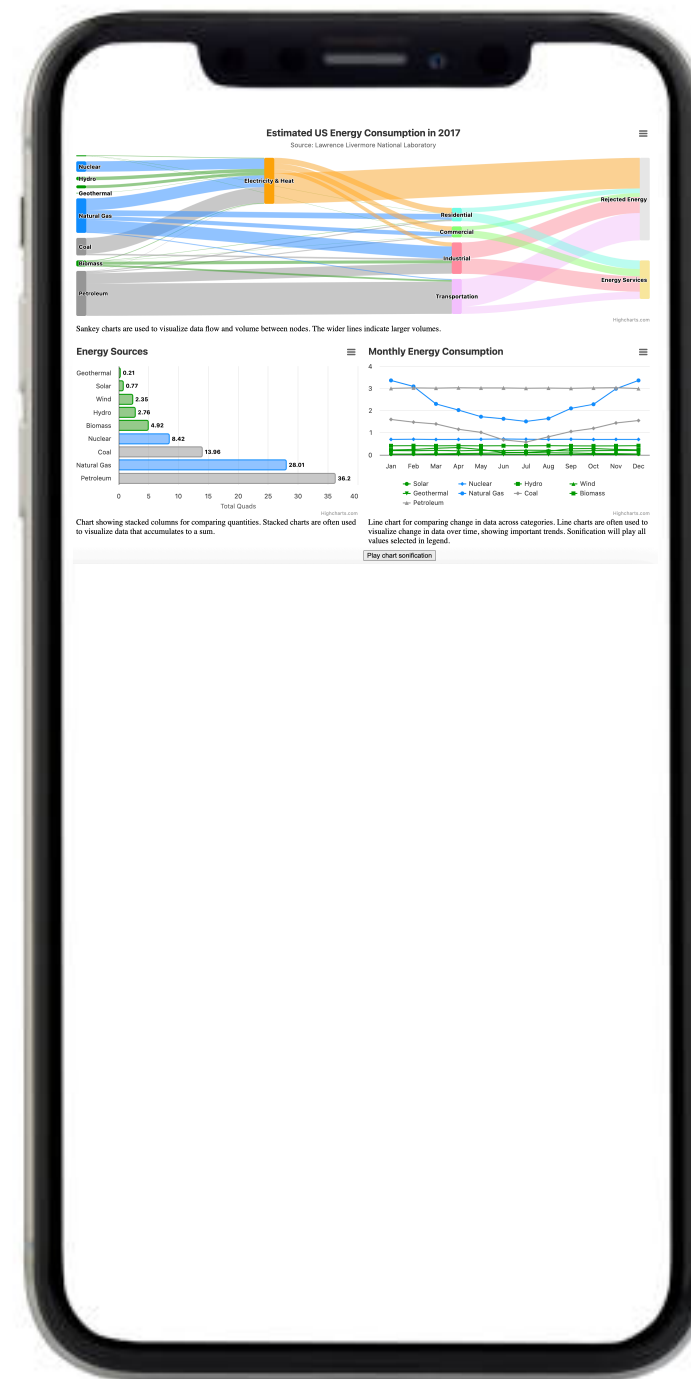 Estimated US Energy Consumption in 2017
Source: Lawrence Livermore National Laboratory
Nuclear
Hydro
Geothermal
Natural Gas
Coal
Biomass
Petroleum
Electricity & Heat
Residential
Commercial
Industrial
Transportation
Rejected Energy
Energy Services
Highcharts.com
Sankey charts are used to visualize data flow and volume between nodes. The wider lines indicate larger volumes.
Energy Sources
Geothermal 0.21
Solar 0.77
Wind 2.35
Hydro 2.76
Biomass 4.92
Nuclear 8.42
Coal 13.96
Natural Gas 28.01
Petroleum 36.2
0 5 10 15 20 25 30 35 40
Total Quads
Highcharts.com
Chart showing stacked columns for comparing quantities. Stacked charts are often used
to visualize data that accumulates to a sum.
Monthly Energy Consumption
4
3
2
1
0
Jan Feb Mar Apr May Jun Jul Aug Sep Oct Nov Dec
Solar Nuclear Hydro Wind
Geothermal Natural Gas Coal Biomass
Petroleum
Highcharts.com
Line chart for comparing change in data across categories. Line charts are often used to
visualize change in data over time, showing important trends. Sonification will play all
values selected in legend.
Play chart sonification